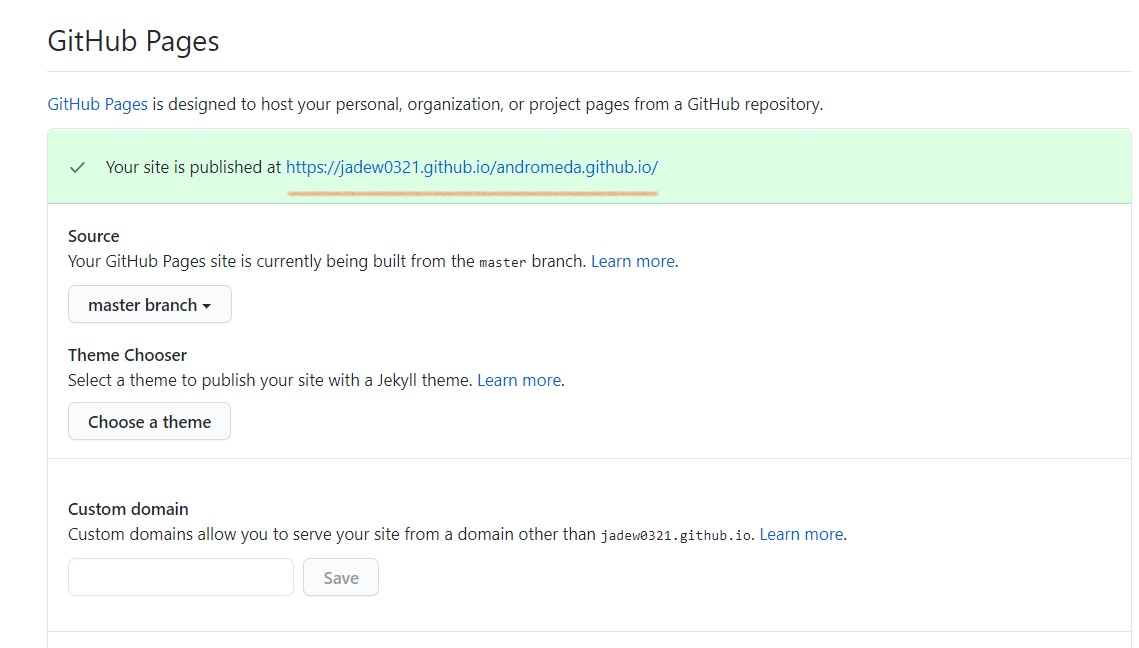 GitHub Pages
GitHub Pages is designed to host your personal, organization, or project pages from a GitHub repository.
Your site is published at https://jadew0321.github.io/andromeda.github.io/
Source
Your GitHub Pages site is currently being built from the master branch. Learn more.
master branch
Theme Chooser
Select a theme to publish your site with a Jekyll theme. Learn more.
Choose a theme
Custom domain
Custom domains allow you to serve your site from a domain other than jadew0321.github.io. Learn more.
Save